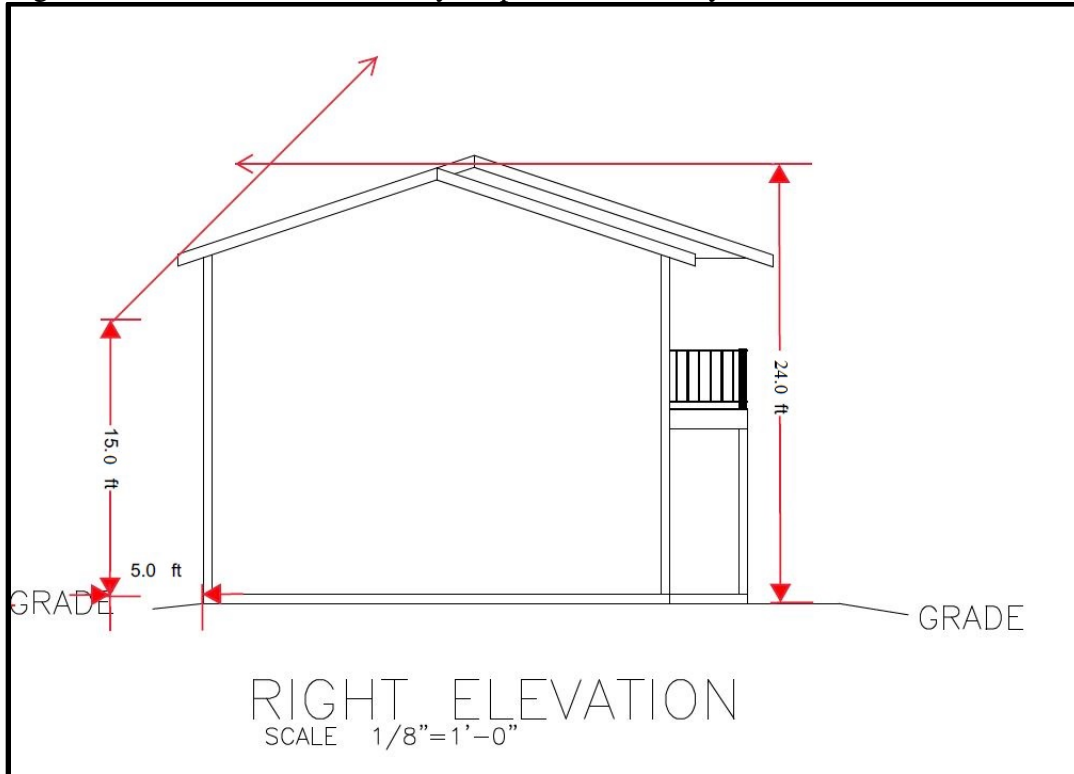 24.0 ft
15.0 ft
5.0 ft
GRADE
GRADE
RIGHT ELEVATION
SCALE 1/8"=1'-0"